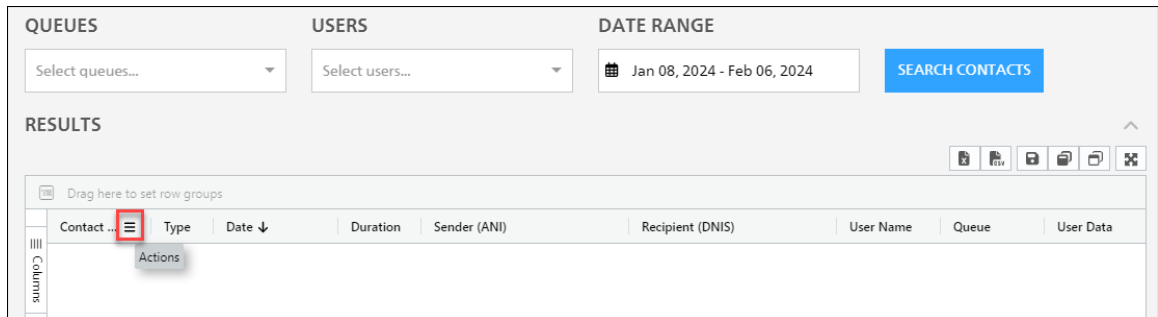 QUEUES USERS DATE RANGE
Select queues... Select users... Jan 08, 2024 - Feb 06, 2024 SEARCH CONTACTS
RESULTS
Drag here to set row groups
Contact ... Type Date Duration Sender (ANI) Recipient (DNIS) User Name Queue User Data
Actions
Columns